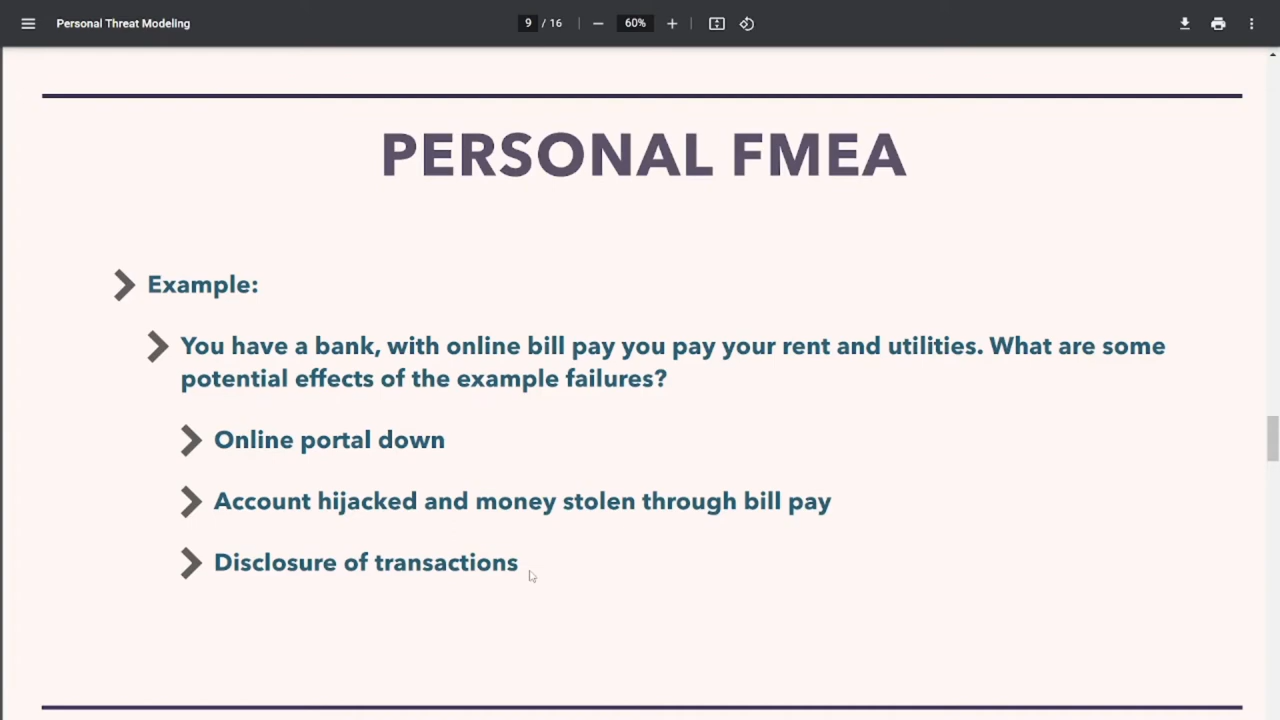 Personal Threat Modeling
9 / 16
60%
PERSONAL FMEA
Example:
You have a bank, with online bill pay you pay your rent and utilities. What are some
potential effects of the example failures?
Online portal down
Account hijacked and money stolen through bill pay
Disclosure of transactions